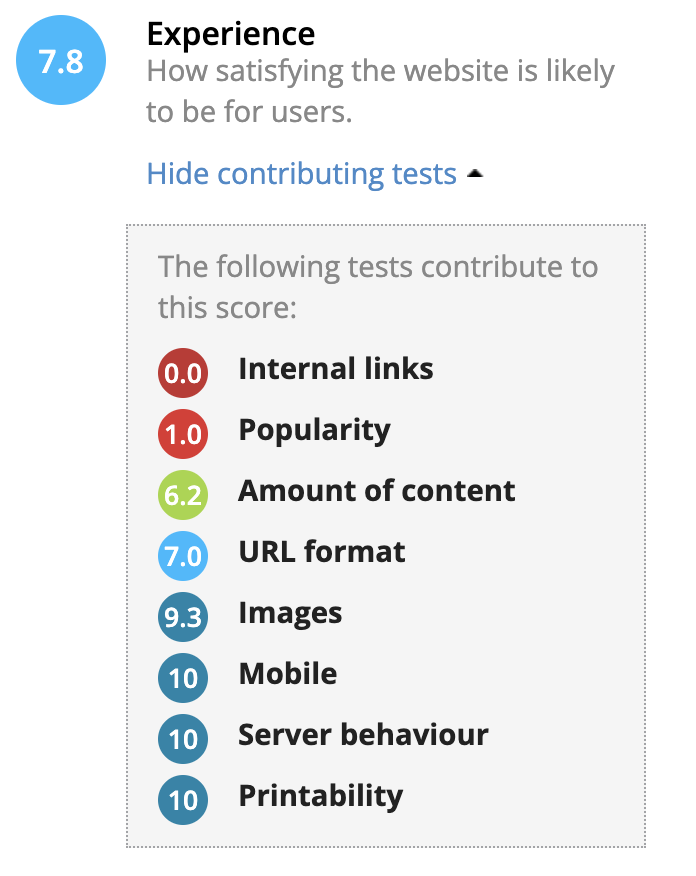 7.8
Experience
How satisfying the website is likely
to be for users.
Hide contributing tests
The following tests contribute to
this score:
0.0 Internal links
1.0 Popularity
6.2 Amount of content
7.0 URL format
9.3 Images
10 Mobile
10 Server behaviour
10 Printability